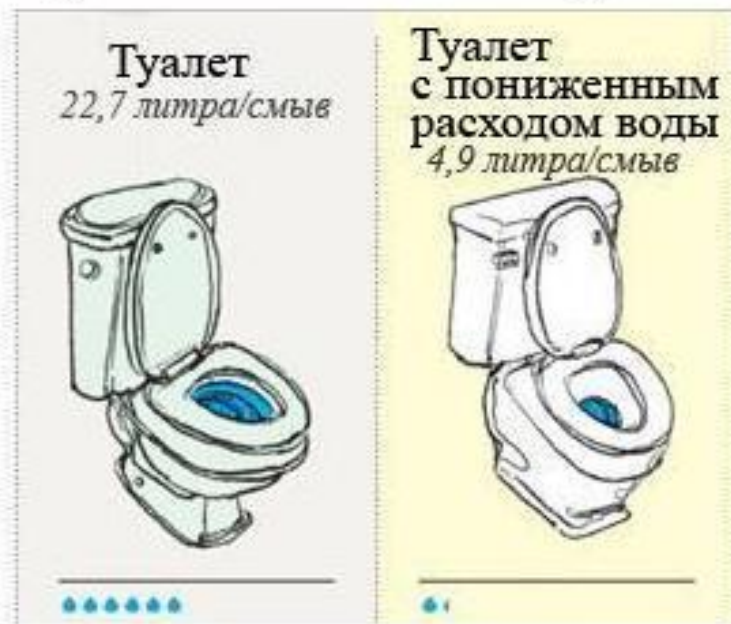 Туалет
22,7 литра/смыв
Туалет
с пониженным
расходом воды
4,9 литра/смыв